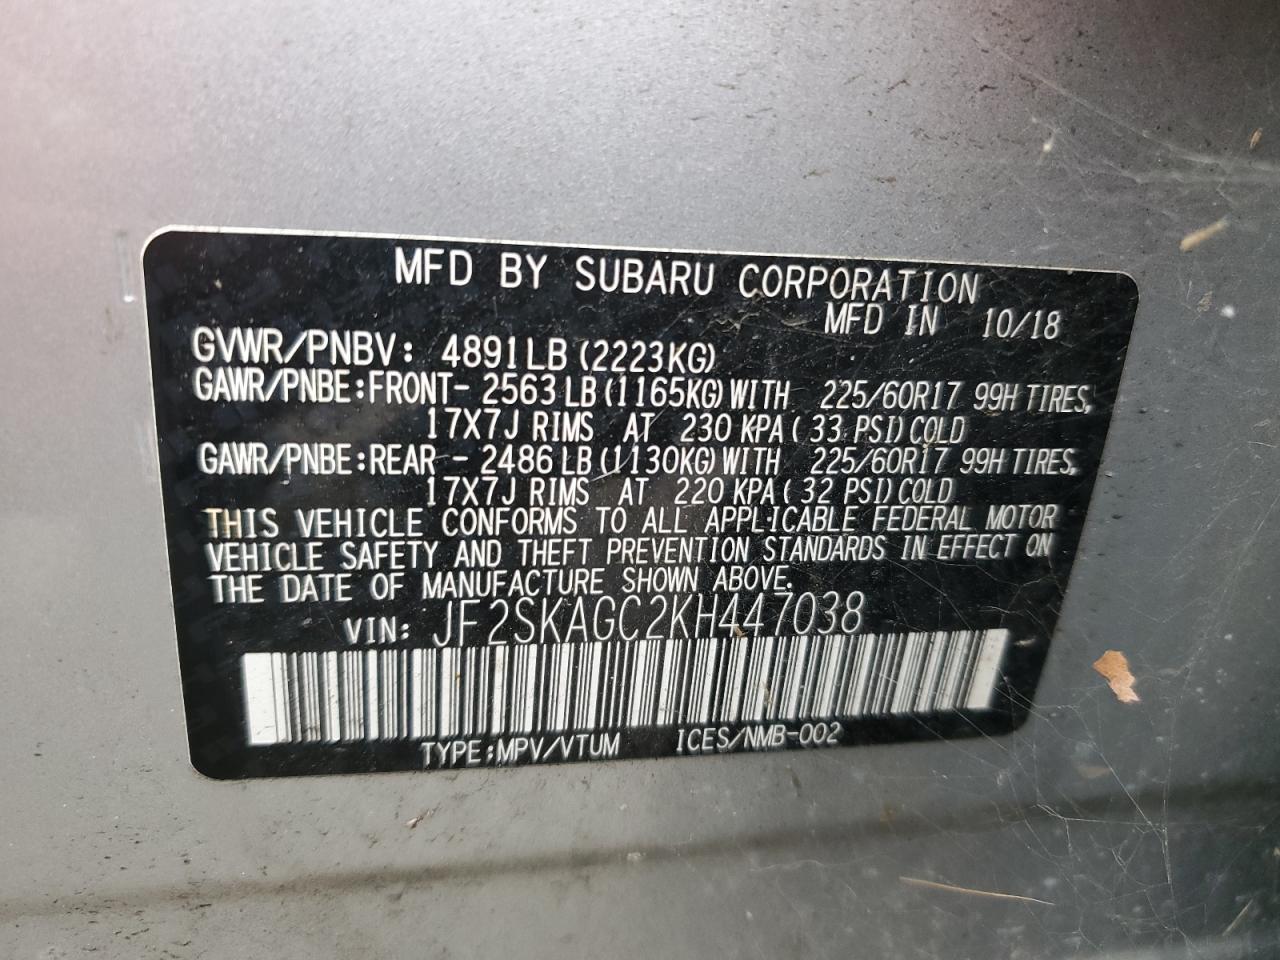 MFD BY SUBARU CORPORATION
MFD IN 10/18
GVWR/PNBV: 4891LB (2223KG)
GAWR/PNBE:FRONT- 2563 LB (1165KG) WITH 225/60R17 99H TIRES,
17X7J RIMS AT 230 KPA ( 33 PSI) COLD
GAWR/PNBE:REAR - 2486 LB (1130KG) WITH 225/60R17 99H TIRES,
17X7J RIMS AT 220 KPA ( 32 PSI) COLD
THIS VEHICLE CONFORMS TO ALL APPLICABLE FEDERAL MOTOR
VEHICLE SAFETY AND THEFT PREVENTION STANDARDS IN EFFECT ON
THE DATE OF MANUFACTURE SHOWN ABOVE.
VIN: JF2SKAGC2KH447038
TYPE:MPV/VTUM ICES/NMB-002